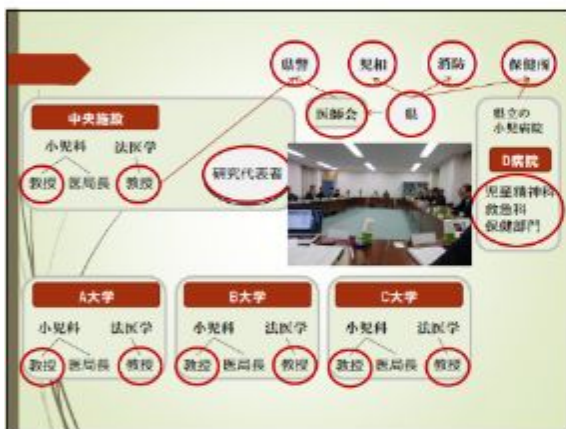 県警 児相 消防 保健所
医師会 県
中央施設
小児科 法医学
教授 医局長 教授
研究代表者
県立の
小児病院
D病院
児童精神科
救急科
保健部門
A大学
小児科 法医学
教授 医局長 教授
B大学
小児科 法医学
教授 医局長 教授
C大学
小児科 法医学
教授 医局長 教授